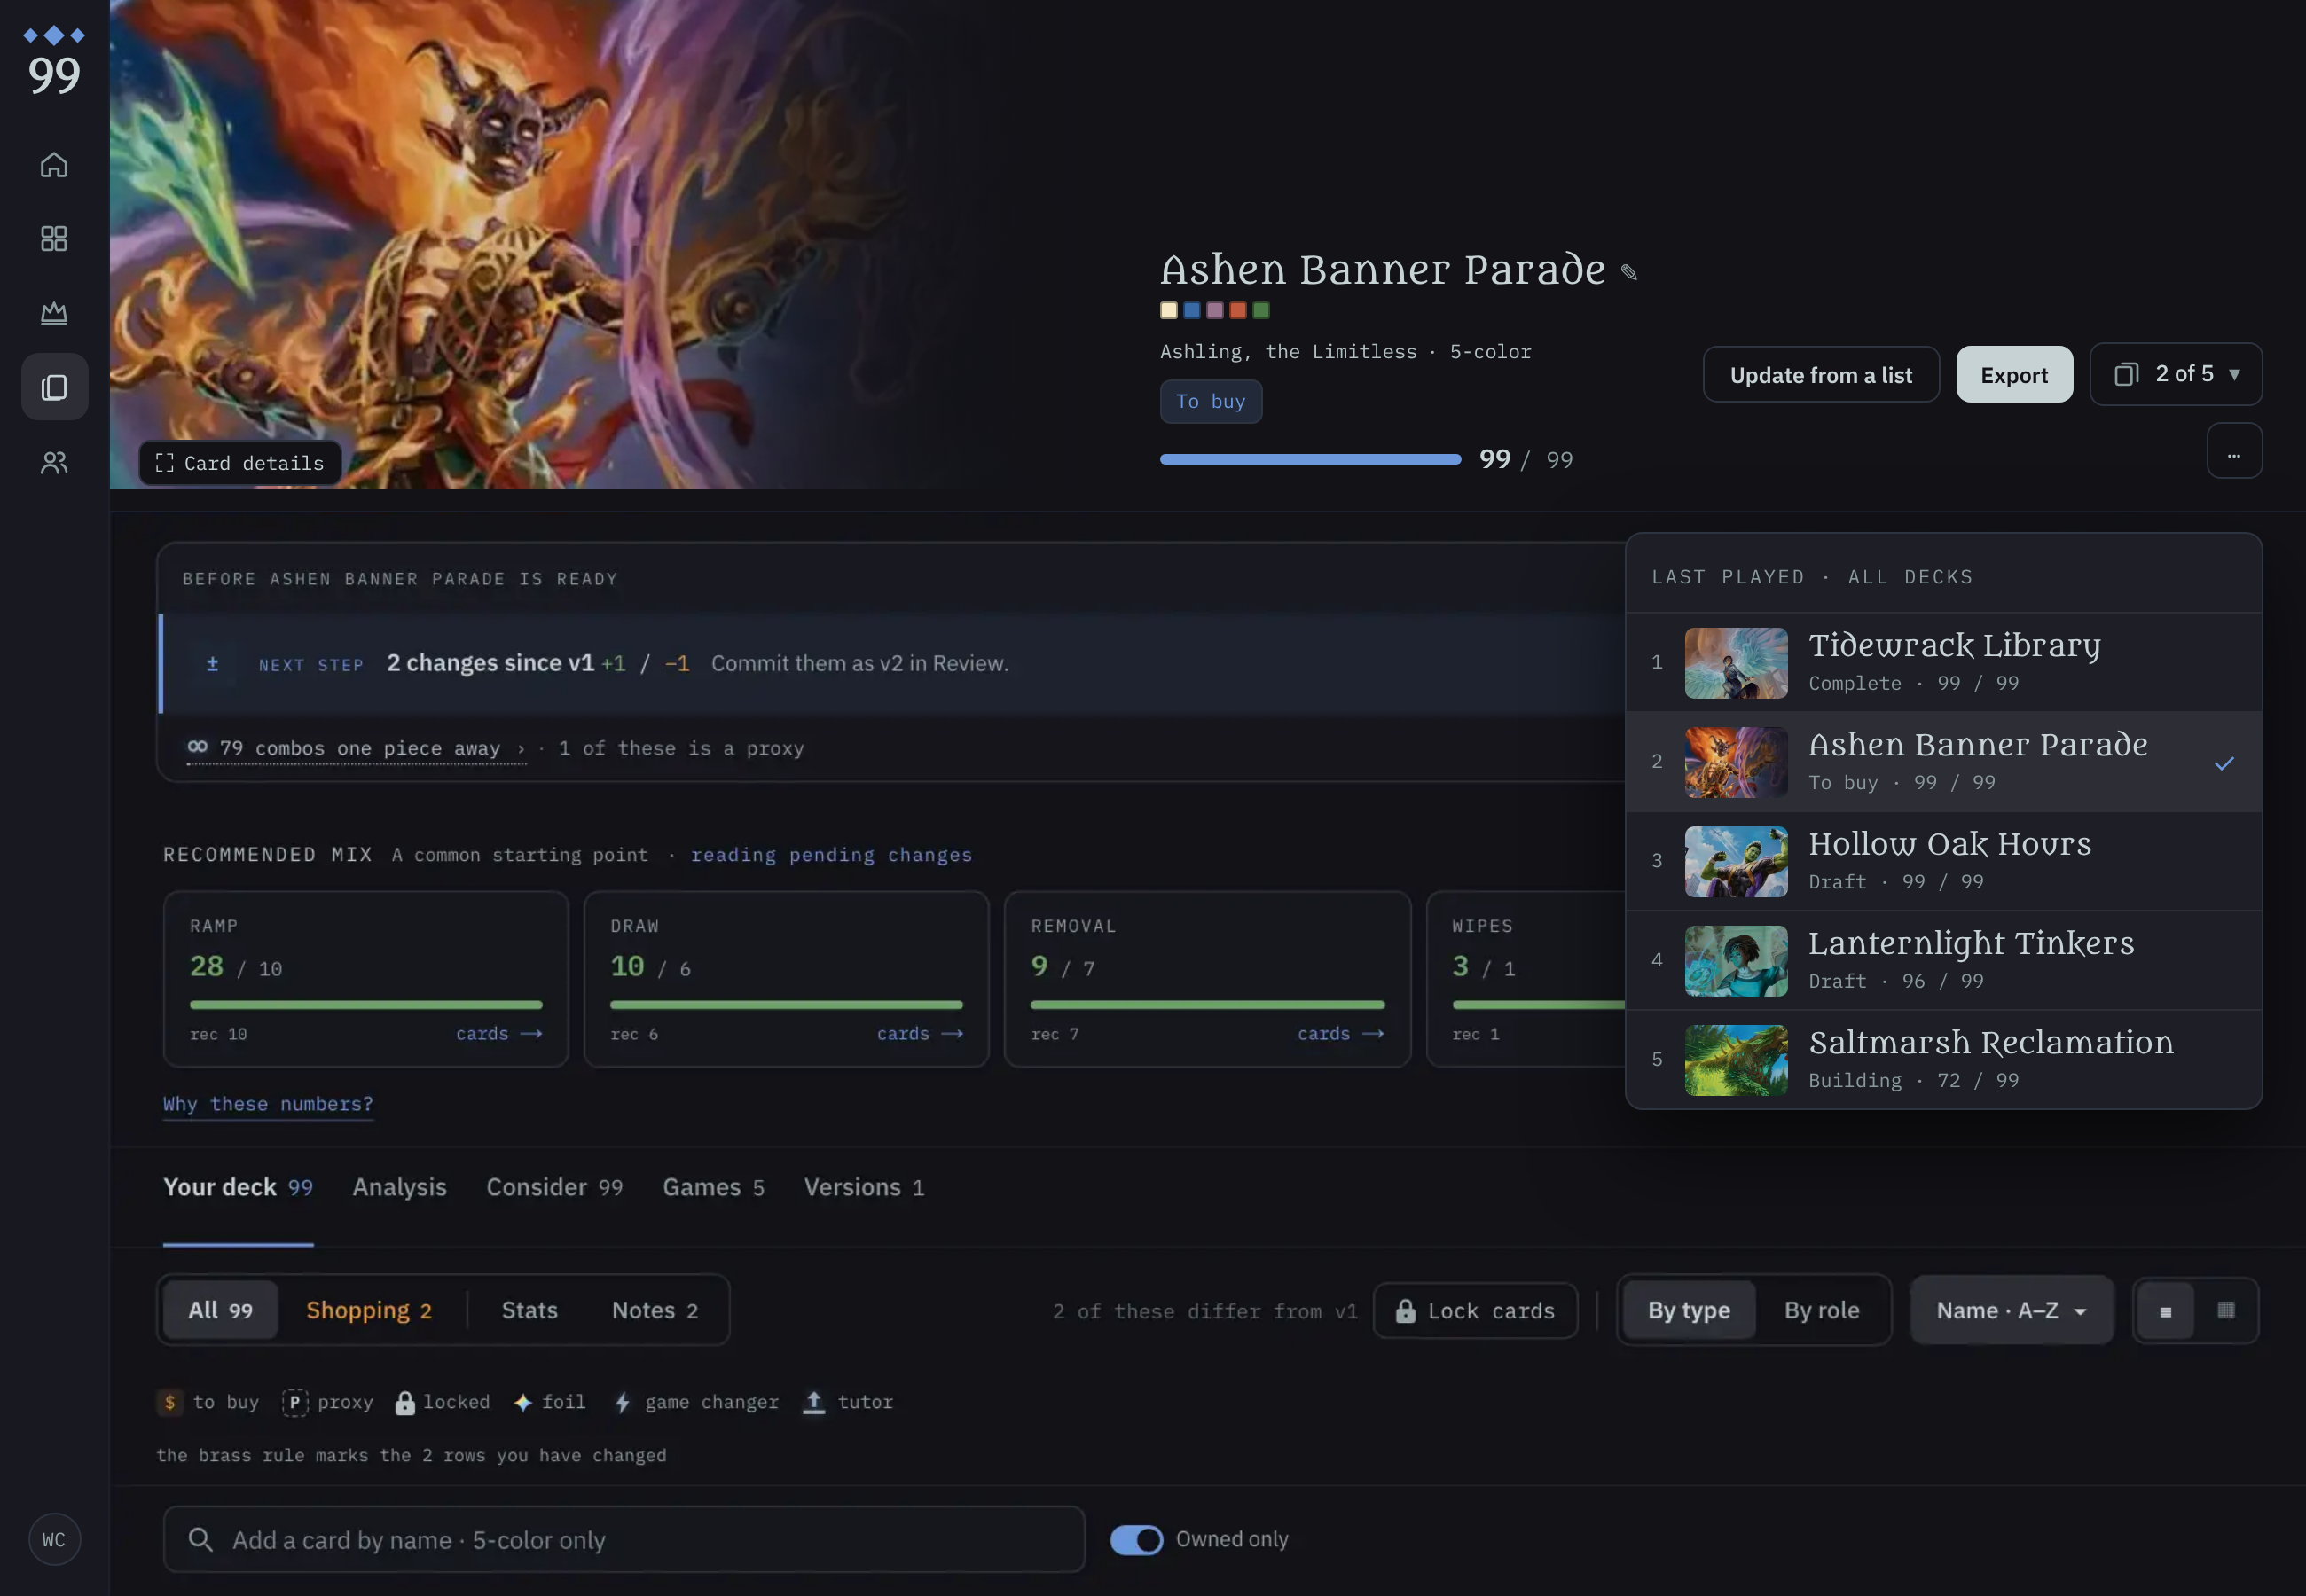 99
Ashen Banner Parade
Ashling, the Limitless · 5-color
To buy
99 / 99
Update from a list
Export
2 of 5
...
Card details
BEFORE ASHEN BANNER PARADE IS READY
± NEXT STEP 2 changes since v1 +1 / −1 Commit them as v2 in Review.
79 combos one piece away › · 1 of these is a proxy
RECOMMENDED MIX A common starting point · reading pending changes
RAMP
28 / 10
rec 10 cards →
DRAW
10 / 6
rec 6 cards →
REMOVAL
9 / 7
rec 7 cards →
WIPES
3 / 1
rec 1
Why these numbers?
LAST PLAYED · ALL DECKS
1 Tidewrack Library
Complete · 99 / 99
2 Ashen Banner Parade
To buy · 99 / 99
3 Hollow Oak Hours
Draft · 99 / 99
4 Lanternlight Tinkers
Draft · 96 / 99
5 Saltmarsh Reclamation
Building · 72 / 99
Your deck 99 Analysis Consider 99 Games 5 Versions 1
All 99 Shopping 2 Stats Notes 2
2 of these differ from v1 Lock cards By type By role Name · A–Z
$ to buy P proxy locked foil game changer tutor
the brass rule marks the 2 rows you have changed
Add a card by name · 5-color only
Owned only
WC